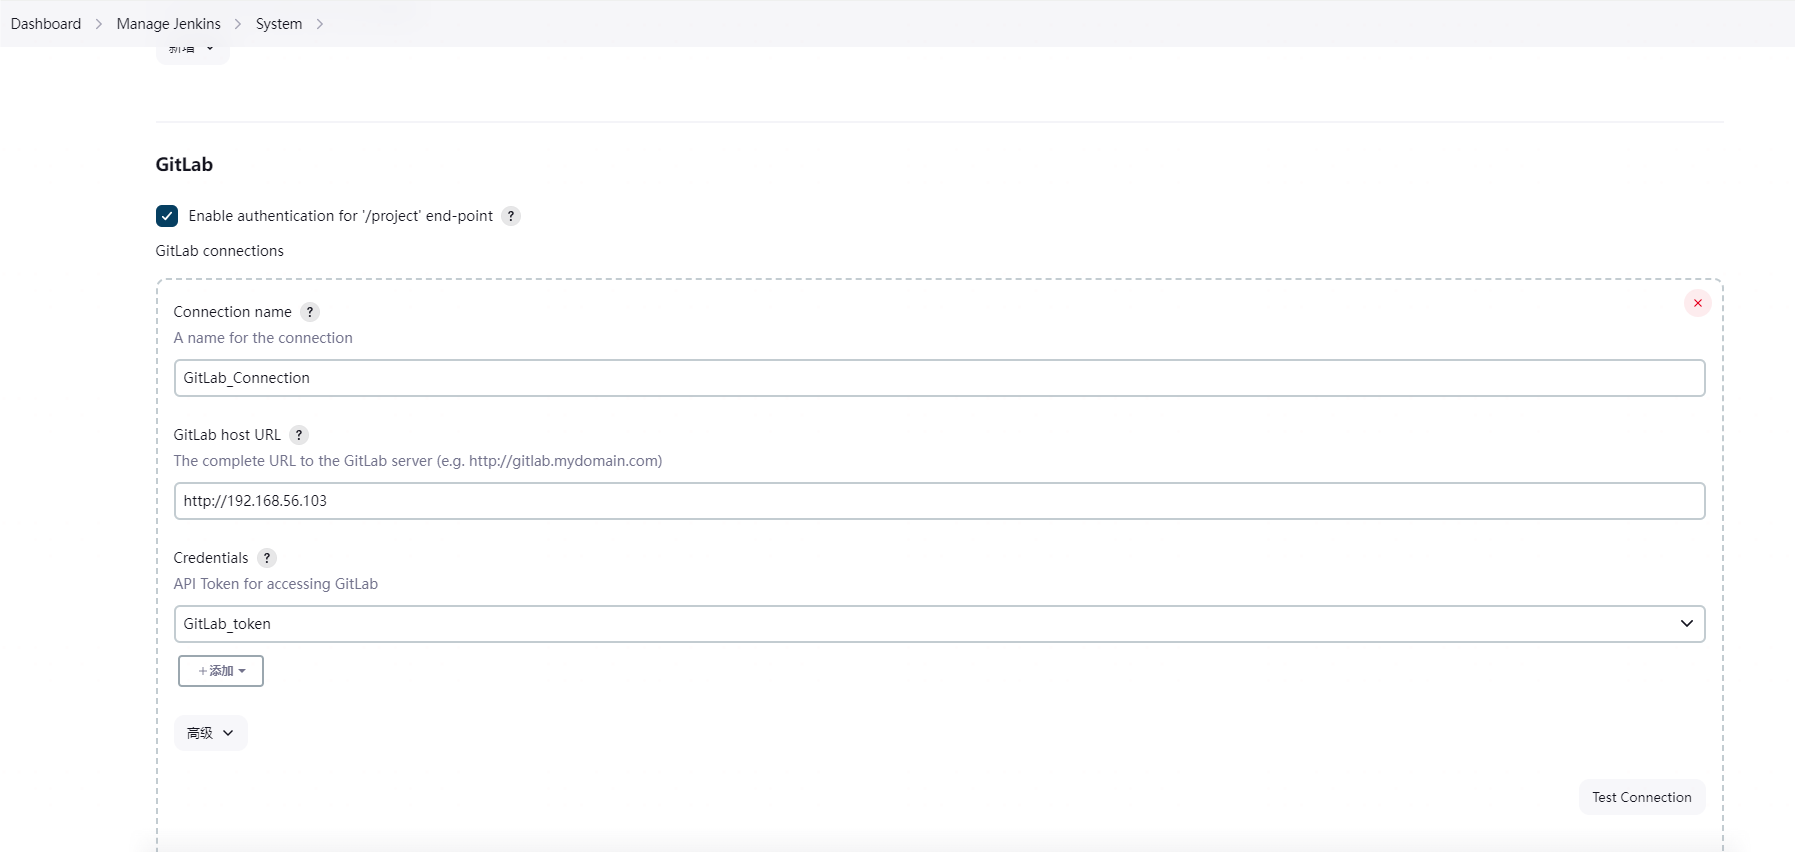 Dashboard > Manage Jenkins > System >
新增
GitLab
Enable authentication for '/project' end-point ?
GitLab connections
Connection name ?
A name for the connection
GitLab_Connection
GitLab host URL ?
The complete URL to the GitLab server (e.g. http://gitlab.mydomain.com)
http://192.168.56.103
Credentials ?
API Token for accessing GitLab
GitLab_token
+添加
高级
Test Connection